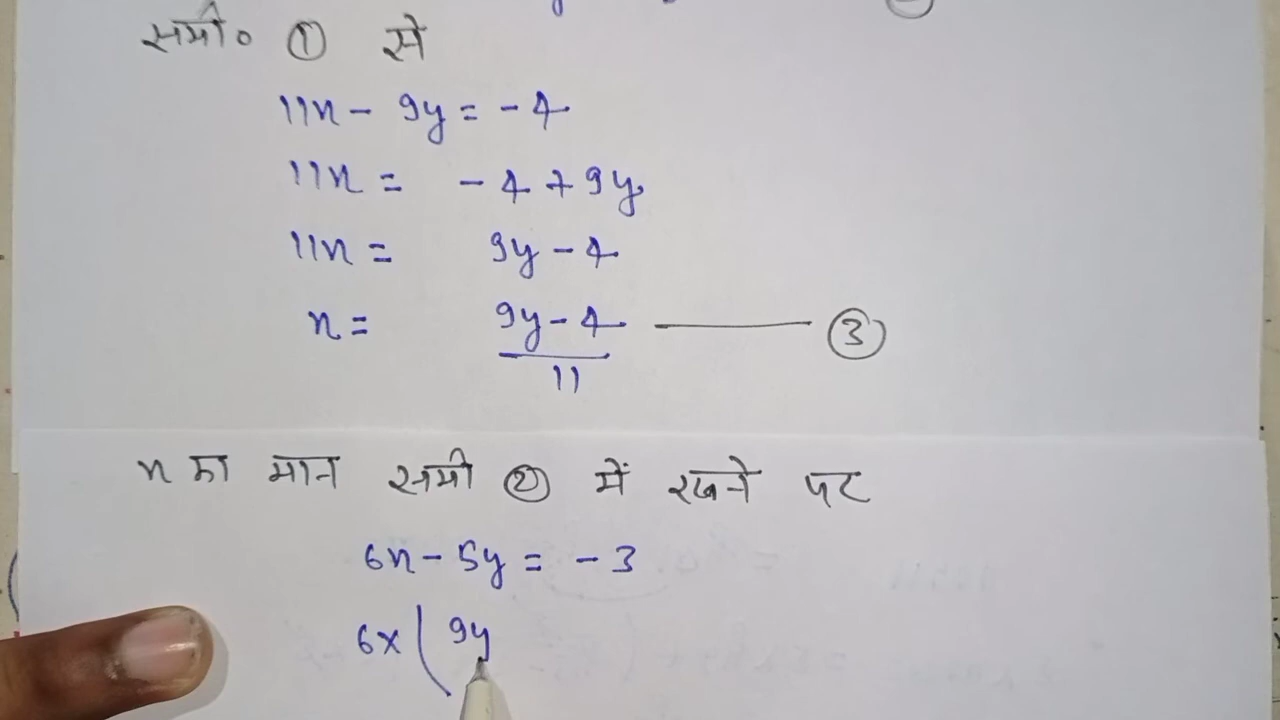 समी० ① से
11x - 9y = - 4
11x = - 4 + 9y
11x = 9y - 4
x = 9y - 4 / 11 ——— ③
x का मान समी ② में रखने पर
6x - 5y = - 3
6 × ( 9y